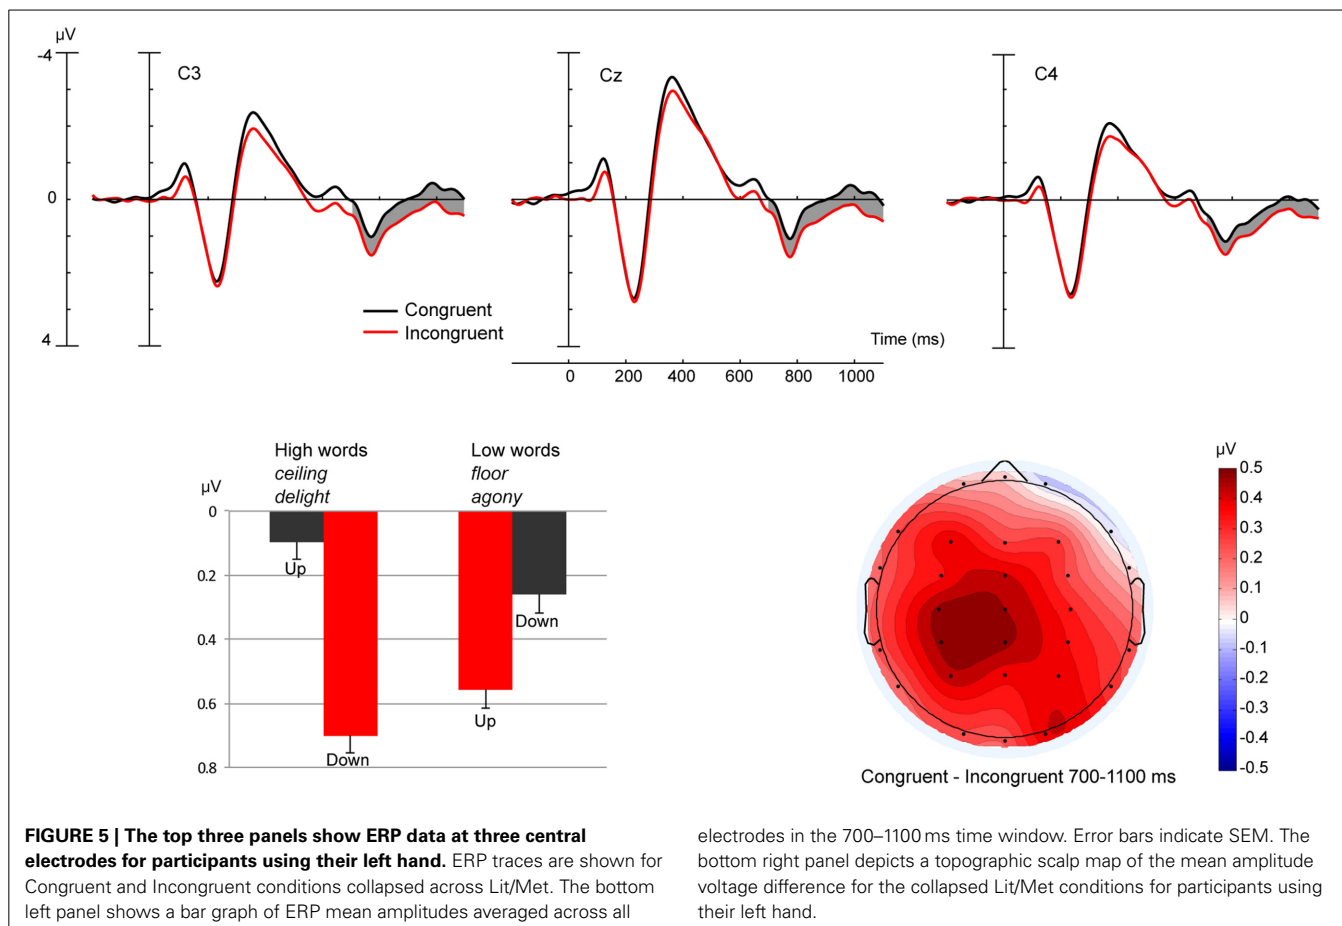 µV
-4
0
4
C3
Cz
C4
Congruent
Incongruent
Time (ms)
0 200 400 600 800 1000
High words
ceiling
delight
Low words
floor
agony
µV
0
0.2
0.4
0.6
0.8
Up
Down
Up
Down
µV
0.5
0.4
0.3
0.2
0.1
0
-0.1
-0.2
-0.3
-0.4
-0.5
Congruent - Incongruent 700-1100 ms
FIGURE 5 | The top three panels show ERP data at three central
electrodes for participants using their left hand. ERP traces are shown for
Congruent and Incongruent conditions collapsed across Lit/Met. The bottom
left panel shows a bar graph of ERP mean amplitudes averaged across all
electrodes in the 700–1100 ms time window. Error bars indicate SEM. The
bottom right panel depicts a topographic scalp map of the mean amplitude
voltage difference for the collapsed Lit/Met conditions for participants using
their left hand.